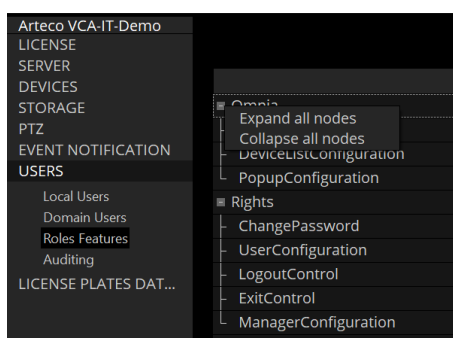 Arteco VCA-IT-Demo
LICENSE
SERVER
DEVICES
STORAGE
PTZ
EVENT NOTIFICATION
USERS
Local Users
Domain Users
Roles Features
Auditing
LICENSE PLATES DAT...
Omnia
Expand all nodes
Collapse all nodes
DeviceListConfiguration
PopupConfiguration
Rights
ChangePassword
UserConfiguration
LogoutControl
ExitControl
ManagerConfiguration